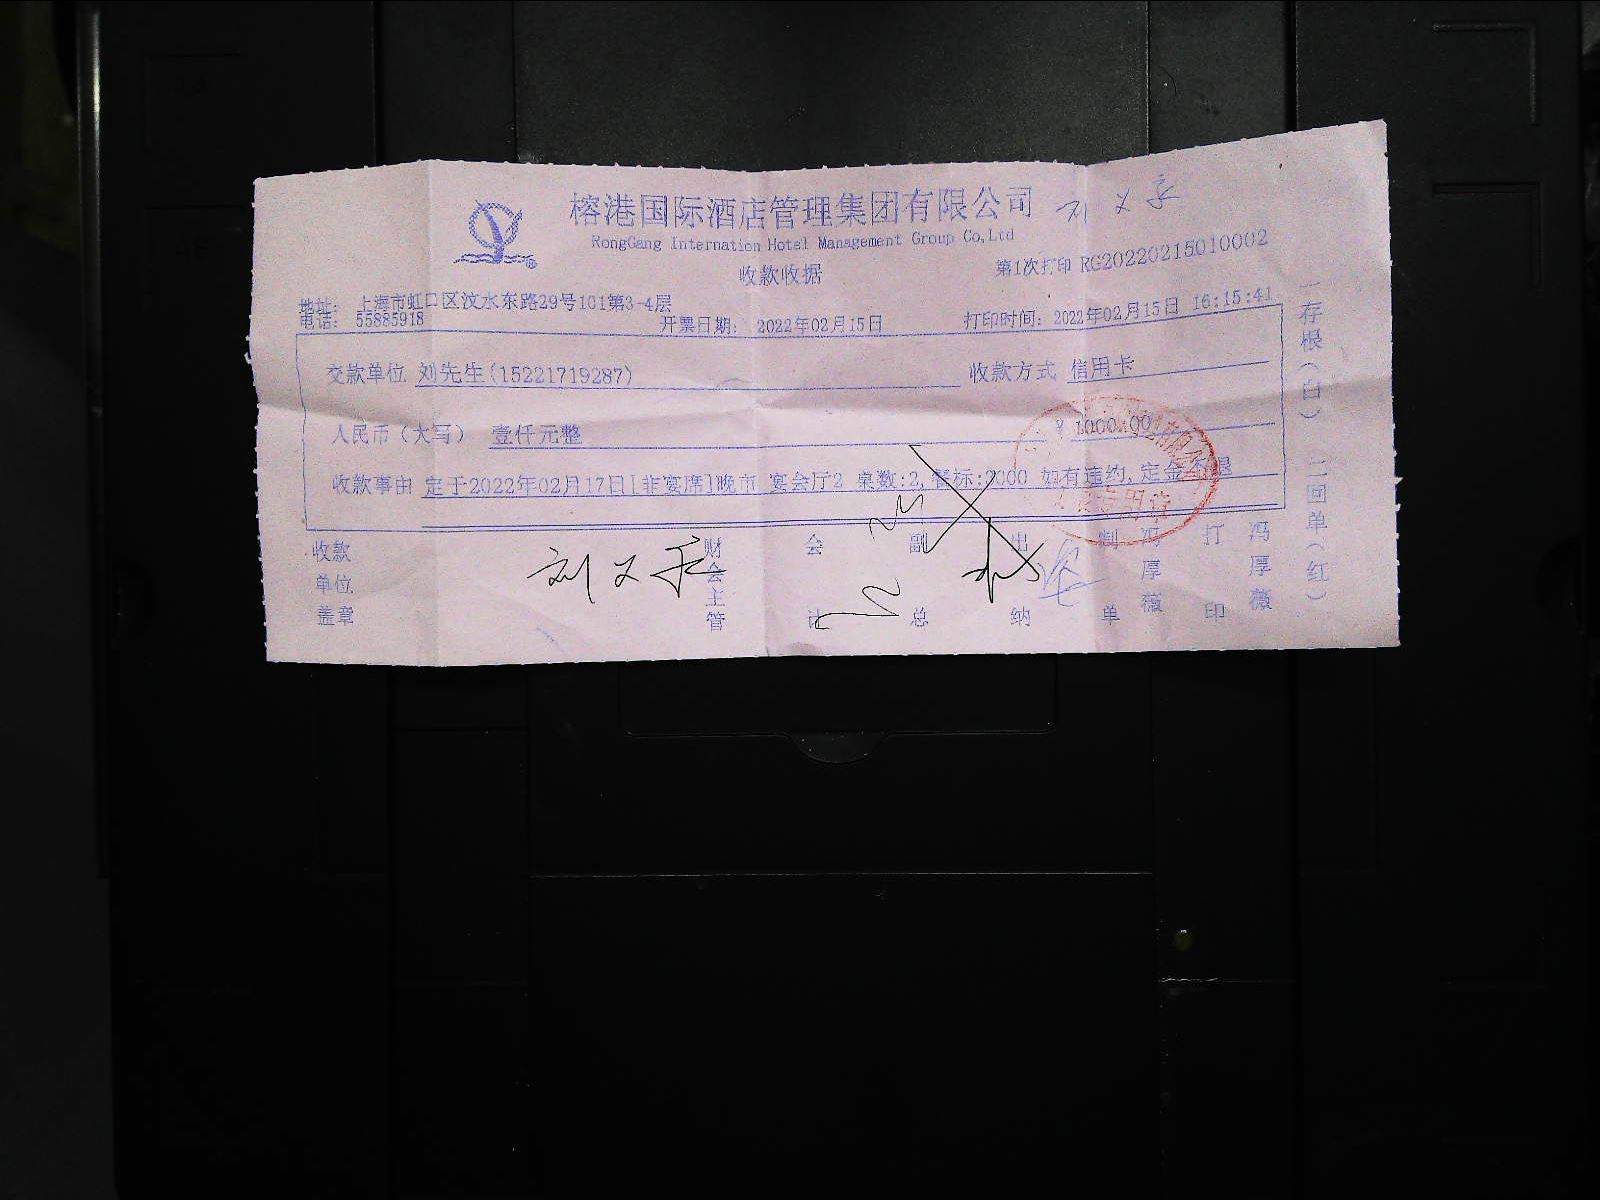 榕港国际酒店管理集团有限公司
RongGang Internation Hotel Management Group Co,Ltd
收款收据
第1次打印 RG20220215010002
地址: 上海市虹口区汶水东路29号101第3-4层
电话: 55885918
开票日期: 2022年02月15日
打印时间: 2022年02月15日 16:15:41
交款单位 刘先生(15221719287)
收款方式 信用卡
人民币(大写) 壹仟元整
¥ 1000.00
收款事由 定于2022年02月17日[非宴席]晚市 宴会厅2 桌数:2,餐标:2000 如有违约,定金不退
收款单位盖章
财会主管
会计
副总
出纳
制单 冯厚薇
打印 冯厚薇
一存根(白) 二回单(红)